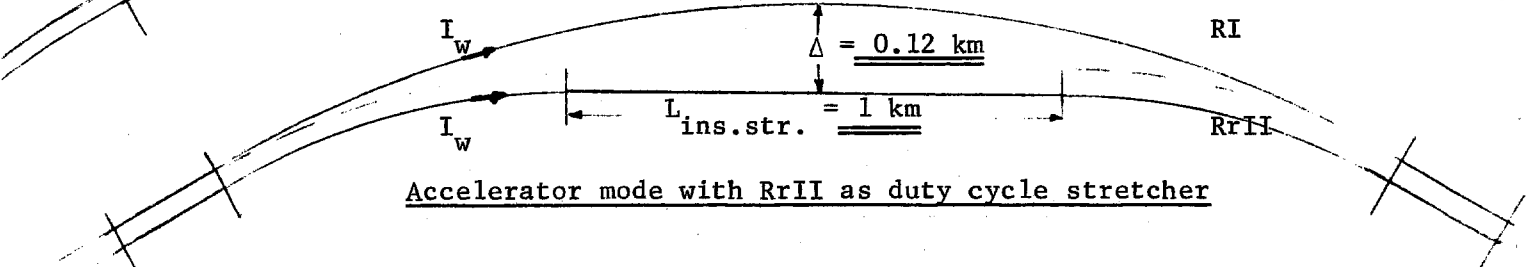 I_w RI
Δ = 0.12 km
L_ins.str. = 1 km
I_w RrII
Accelerator mode with RrII as duty cycle stretcher